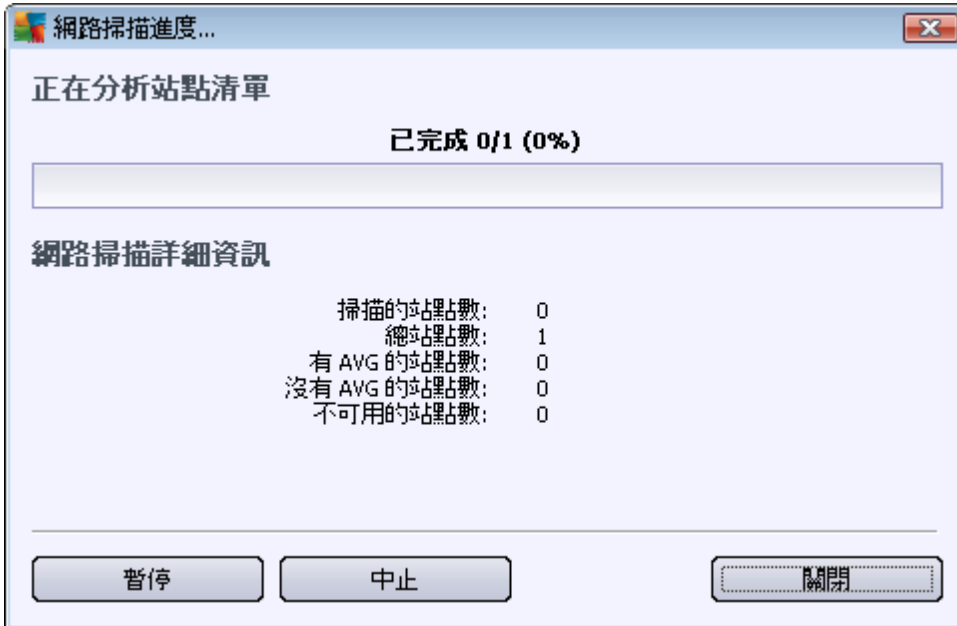 網路掃描進度...
正在分析站點清單
已完成 0/1 (0%)
網路掃描詳細資訊
掃描的站點數: 0
總站點數: 1
有 AVG 的站點數: 0
沒有 AVG 的站點數: 0
不可用的站點數: 0
暫停 中止 關閉